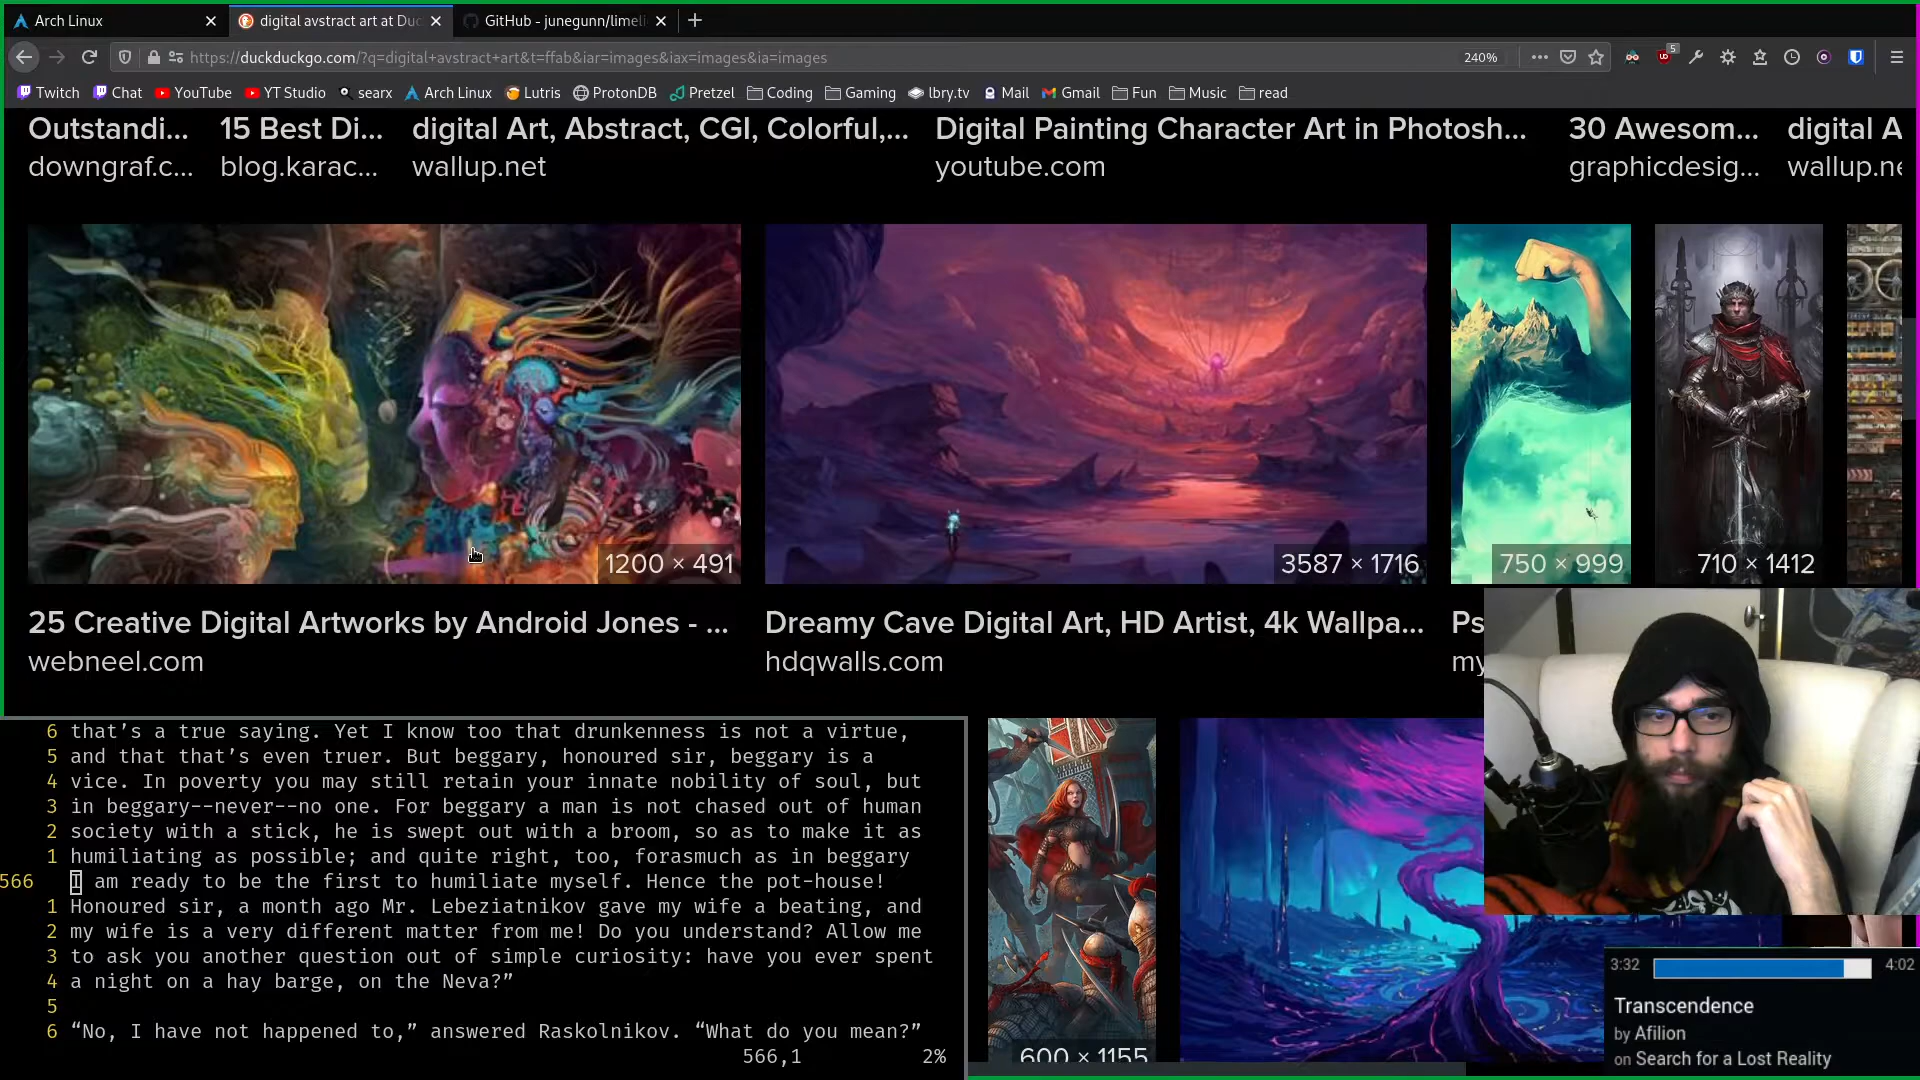 Arch Linux
digital avstract art at Duc
GitHub - junegunn/limeli
https://duckduckgo.com/?q=digital+avstract+art&t=ffab&iar=images&iax=images&ia=images
240%
5
Twitch
Chat
YouTube
YT Studio
searx
Arch Linux
Lutris
ProtonDB
Pretzel
Coding
Gaming
lbry.tv
Mail
Gmail
Fun
Music
read
Outstandi...
downgraf.c...
15 Best Di...
blog.karac...
digital Art, Abstract, CGI, Colorful,...
wallup.net
Digital Painting Character Art in Photosh...
youtube.com
30 Awesom...
graphicdesig...
digital A
wallup.ne
1200 × 491
3587 × 1716
750 × 999
710 × 1412
25 Creative Digital Artworks by Android Jones - ...
webneel.com
Dreamy Cave Digital Art, HD Artist, 4k Wallpa...
hdqwalls.com
Ps
my
6 that’s a true saying. Yet I know too that drunkenness is not a virtue,
5 and that that’s even truer. But beggary, honoured sir, beggary is a
4 vice. In poverty you may still retain your innate nobility of soul, but
3 in beggary--never--no one. For beggary a man is not chased out of human
2 society with a stick, he is swept out with a broom, so as to make it as
1 humiliating as possible; and quite right, too, forasmuch as in beggary
566 I am ready to be the first to humiliate myself. Hence the pot-house!
1 Honoured sir, a month ago Mr. Lebeziatnikov gave my wife a beating, and
2 my wife is a very different matter from me! Do you understand? Allow me
3 to ask you another question out of simple curiosity: have you ever spent
4 a night on a hay barge, on the Neva?”
5
6 “No, I have not happened to,” answered Raskolnikov. “What do you mean?”
566,1 2%
600 × 1155
3:32
4:02
Transcendence
by Afilion
on Search for a Lost Reality